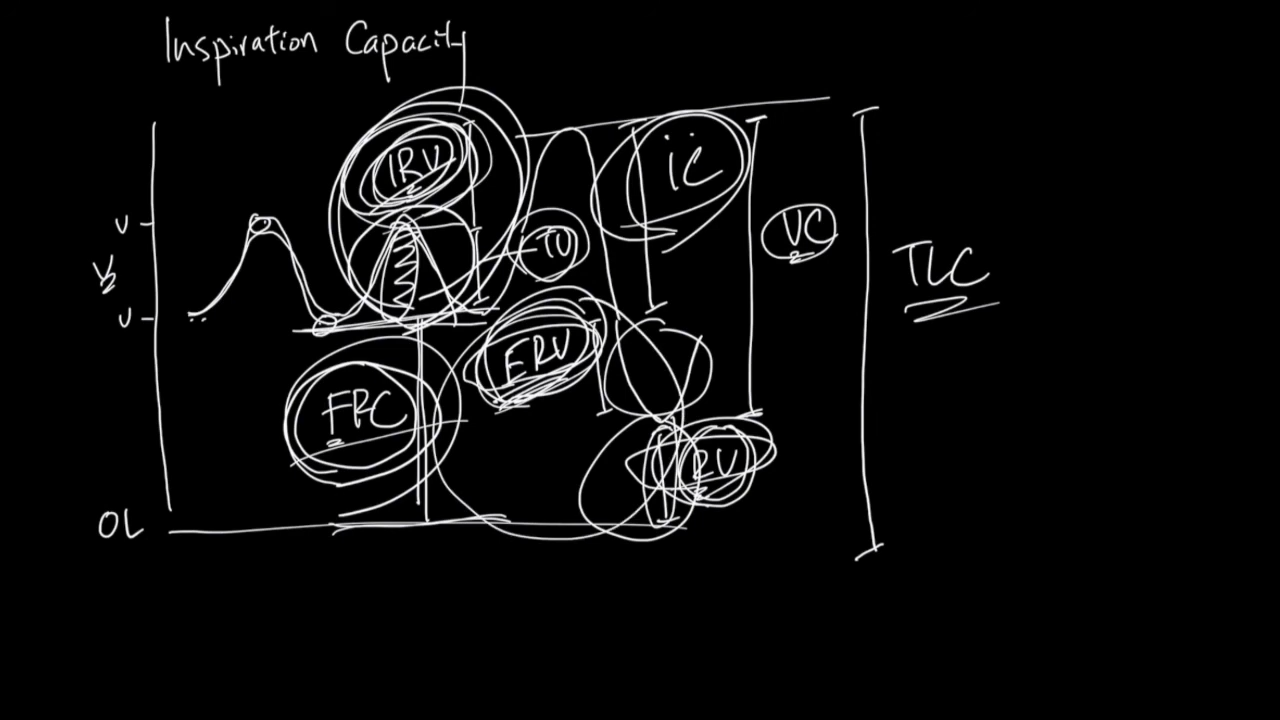 Inspiration Capacity
IRV
iC
V
TV
VC
TLC
V
ERV
FRC
RV
OL